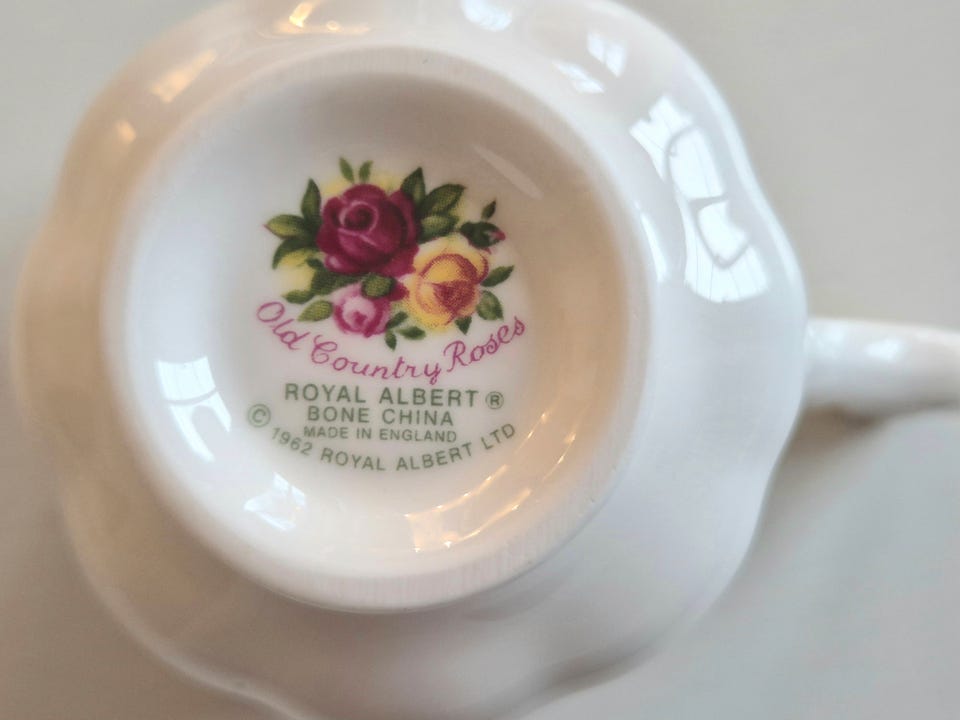 Old Country Roses
ROYAL ALBERT ®
BONE CHINA
MADE IN ENGLAND
© 1962 ROYAL ALBERT LTD